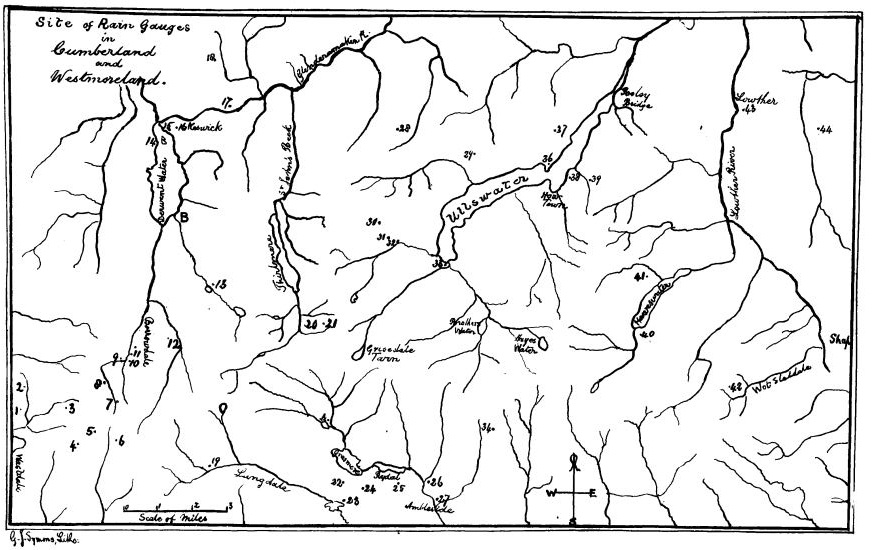 Site of Rain Gauges
in
Cumberland
and
Westmoreland.
18.
Glenderamakin R.
17.
15 .16 Keswick
14.
Derwent Water
B
St John's Beck
.28
.37
Pooley
Bridge
Lowther
.43
.44
29.
36
Ullswater
.38
.39
How
Town
Lowther River
30.
31.
32.
35
Thirlmere
.13
41.
Haweswater
40
Borrowdale
20 .21
Brothers
Water
Hayes
Water
Grisedale
Tarn
Shap
9
11
10
12
8.
7.
42
Wet Sleddale
2.
1.
.3
5.
4.
.6
Wastdale
A
34.
Grasmere
Rydal
19
Langdale
22.
.24
25
.26
.27
.23
Ambleside
N
W
E
S
0 1 2 3
Scale of Miles
G. J. Symons, Litho.